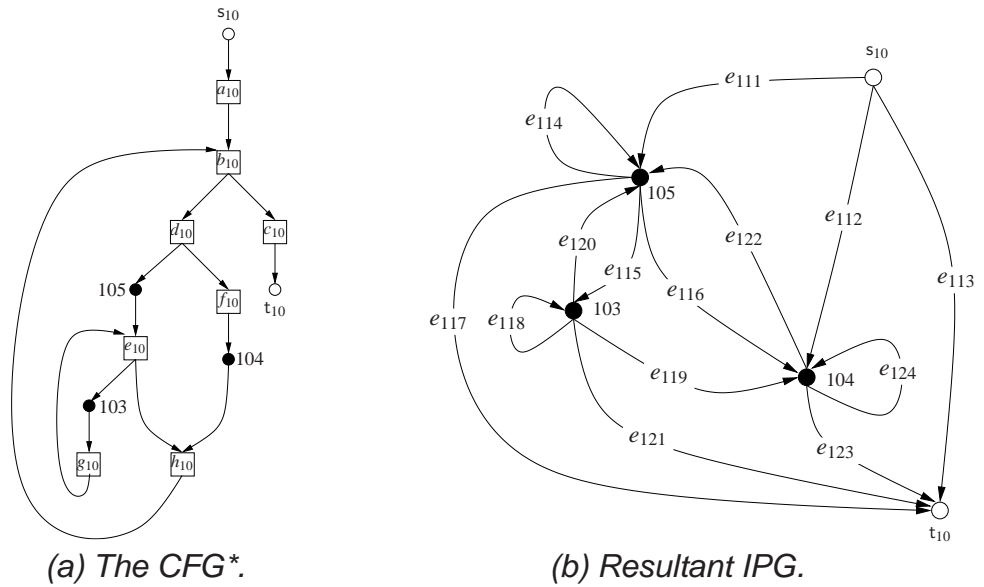 s10
a10
b10
d10
c10
105
f10
t10
e10
104
103
g10
h10
(a) The CFG*.
s10
e111
e114
105
e112
e120
e122
e115
e113
e116
e117
e118
103
e119
104
e124
e121
e123
t10
(b) Resultant IPG.